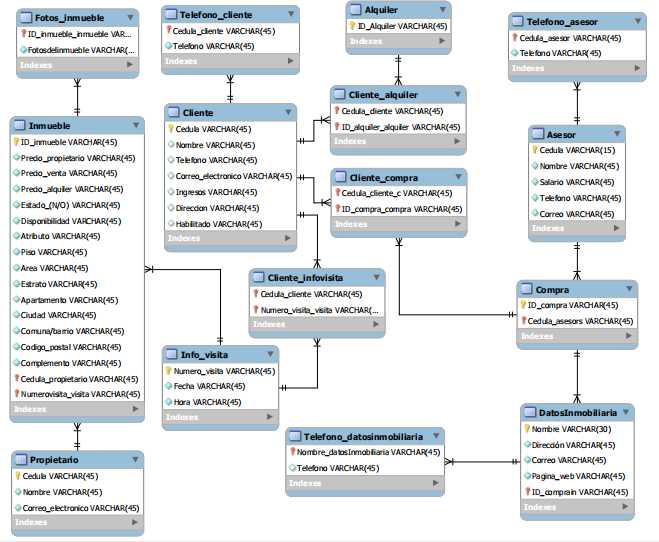 Fotos_inmueble
ID_inmueble_inmueble VAR...
Fotosdelinmueble VARCHAR(...
Indexes
Telefono_cliente
Cedula_cliente VARCHAR(45)
Telefono VARCHAR(45)
Indexes
Alquiler
ID_Alquiler VARCHAR(45)
Indexes
Telefono_asesor
Cedula_asesor VARCHAR(45)
Telefono VARCHAR(45)
Indexes
Inmueble
ID_inmueble VARCHAR(45)
Precio_propietario VARCHAR(45)
Precio_venta VARCHAR(45)
Precio_alquiler VARCHAR(45)
Estado_(N/O) VARCHAR(45)
Disponibilidad VARCHAR(45)
Atributo VARCHAR(45)
Piso VARCHAR(45)
Area VARCHAR(45)
Estrato VARCHAR(45)
Apartamento VARCHAR(45)
Ciudad VARCHAR(45)
Comuna/barrio VARCHAR(45)
Codigo_postal VARCHAR(45)
Complemento VARCHAR(45)
Cedula_propietario VARCHAR(45)
Numerovisita_visita VARCHAR(45)
Indexes
Cliente
Cedula VARCHAR(45)
Nombre VARCHAR(45)
Telefono VARCHAR(45)
Correo_electronico VARCHAR(45)
Ingresos VARCHAR(45)
Direccion VARCHAR(45)
Habilitado VARCHAR(45)
Indexes
Cliente_alquiler
Cedula_cliente VARCHAR(45)
ID_alquiler_alquiler VARCHAR(45)
Indexes
Cliente_compra
Cedula_cliente_c VARCHAR(45)
ID_compra_compra VARCHAR(45)
Indexes
Asesor
Cedula VARCHAR(15)
Nombre VARCHAR(45)
Salario VARCHAR(45)
Telefono VARCHAR(45)
Correo VARCHAR(45)
Indexes
Cliente_infovisita
Cedula_cliente VARCHAR(45)
Numero_visita_visita VARCHAR(...
Indexes
Compra
ID_compra VARCHAR(45)
Cedula_asesors VARCHAR(45)
Indexes
Info_visita
Numero_visita VARCHAR(45)
Fecha VARCHAR(45)
Hora VARCHAR(45)
Indexes
Propietario
Cedula VARCHAR(45)
Nombre VARCHAR(45)
Correo_electronico VARCHAR(45)
Indexes
Telefono_datosinmobiliaria
Nombre_datosInmobiliaria VARCHAR(45)
Telefono VARCHAR(45)
Indexes
DatosInmobiliaria
Nombre VARCHAR(30)
Dirección VARCHAR(45)
Correo VARCHAR(45)
Pagina_web VARCHAR(45)
ID_comprain VARCHAR(45)
Indexes